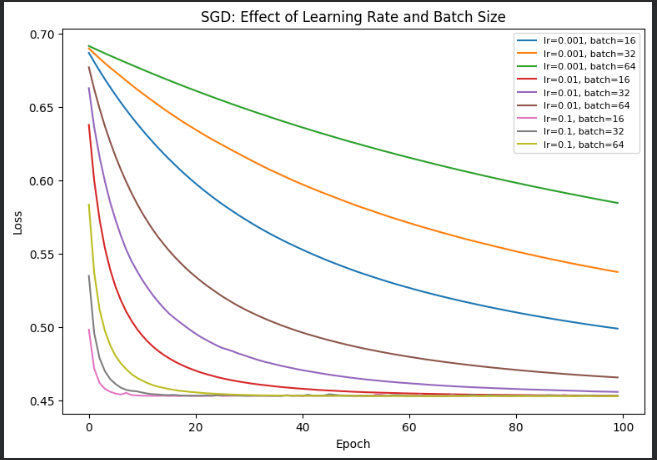 SGD: Effect of Learning Rate and Batch Size
0.70
0.65
0.60
0.55
0.50
0.45
Loss
lr=0.001, batch=16
lr=0.001, batch=32
lr=0.001, batch=64
lr=0.01, batch=16
lr=0.01, batch=32
lr=0.01, batch=64
lr=0.1, batch=16
lr=0.1, batch=32
lr=0.1, batch=64
0 20 40 60 80 100
Epoch